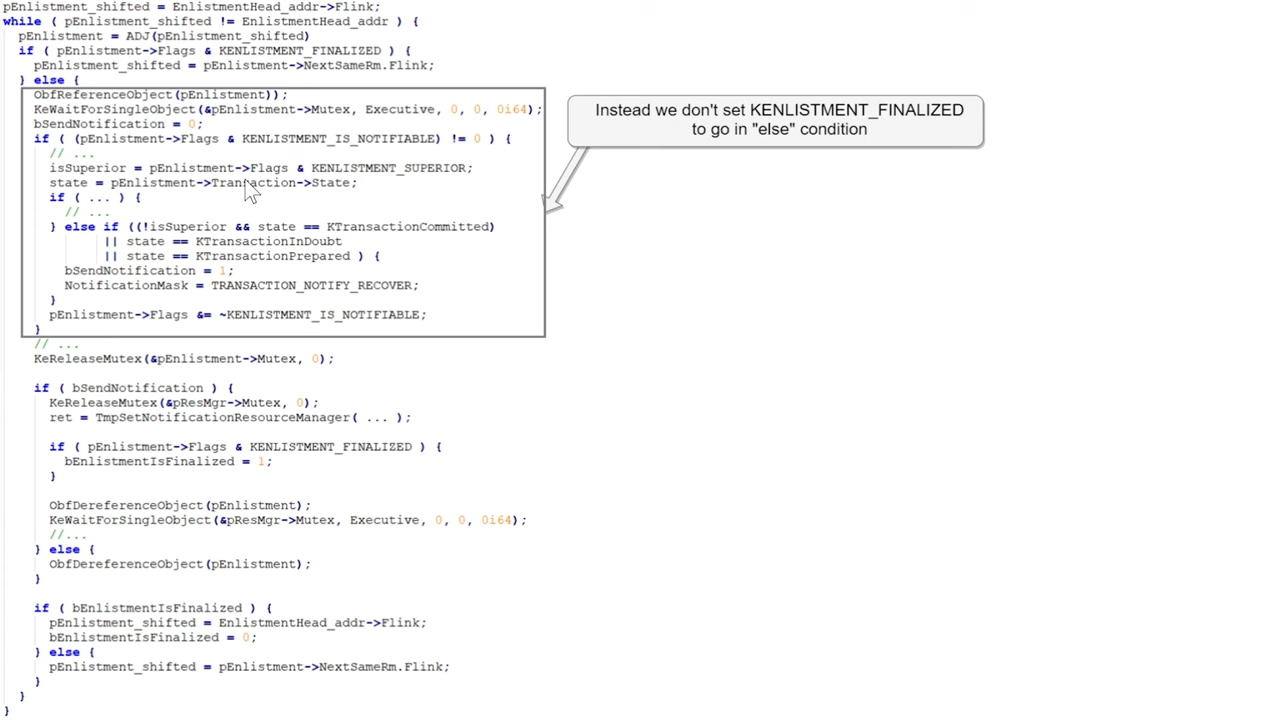 pEnlistment_shifted = EnlistmentHead_addr->Flink;
while ( pEnlistment_shifted != EnlistmentHead_addr ) {
pEnlistment = ADJ(pEnlistment_shifted)
if ( pEnlistment->Flags & KENLISTMENT_FINALIZED ) {
pEnlistment_shifted = pEnlistment->NextSameRm.Flink;
} else {
ObfReferenceObject(pEnlistment));
KeWaitForSingleObject(&pEnlistment->Mutex, Executive, 0, 0, 0i64);
bSendNotification = 0;
if ( (pEnlistment->Flags & KENLISTMENT_IS_NOTIFIABLE) != 0 ) {
// ...
isSuperior = pEnlistment->Flags & KENLISTMENT_SUPERIOR;
state = pEnlistment->Transaction->State;
if ( ... ) {
// ...
} else if ((!isSuperior && state == KTransactionCommitted)
|| state == KTransactionInDoubt
|| state == KTransactionPrepared ) {
bSendNotification = 1;
NotificationMask = TRANSACTION_NOTIFY_RECOVER;
}
pEnlistment->Flags &= ~KENLISTMENT_IS_NOTIFIABLE;
}
// ...
KeReleaseMutex(&pEnlistment->Mutex, 0);
if ( bSendNotification ) {
KeReleaseMutex(&pResMgr->Mutex, 0);
ret = TmpSetNotificationResourceManager( ... );
if ( pEnlistment->Flags & KENLISTMENT_FINALIZED ) {
bEnlistmentIsFinalized = 1;
}
ObfDereferenceObject(pEnlistment);
KeWaitForSingleObject(&pResMgr->Mutex, Executive, 0, 0, 0i64);
//...
} else {
ObfDereferenceObject(pEnlistment);
}
if ( bEnlistmentIsFinalized ) {
pEnlistment_shifted = EnlistmentHead_addr->Flink;
bEnlistmentIsFinalized = 0;
} else {
pEnlistment_shifted = pEnlistment->NextSameRm.Flink;
}
}
}
Instead we don't set KENLISTMENT_FINALIZED
to go in "else" condition